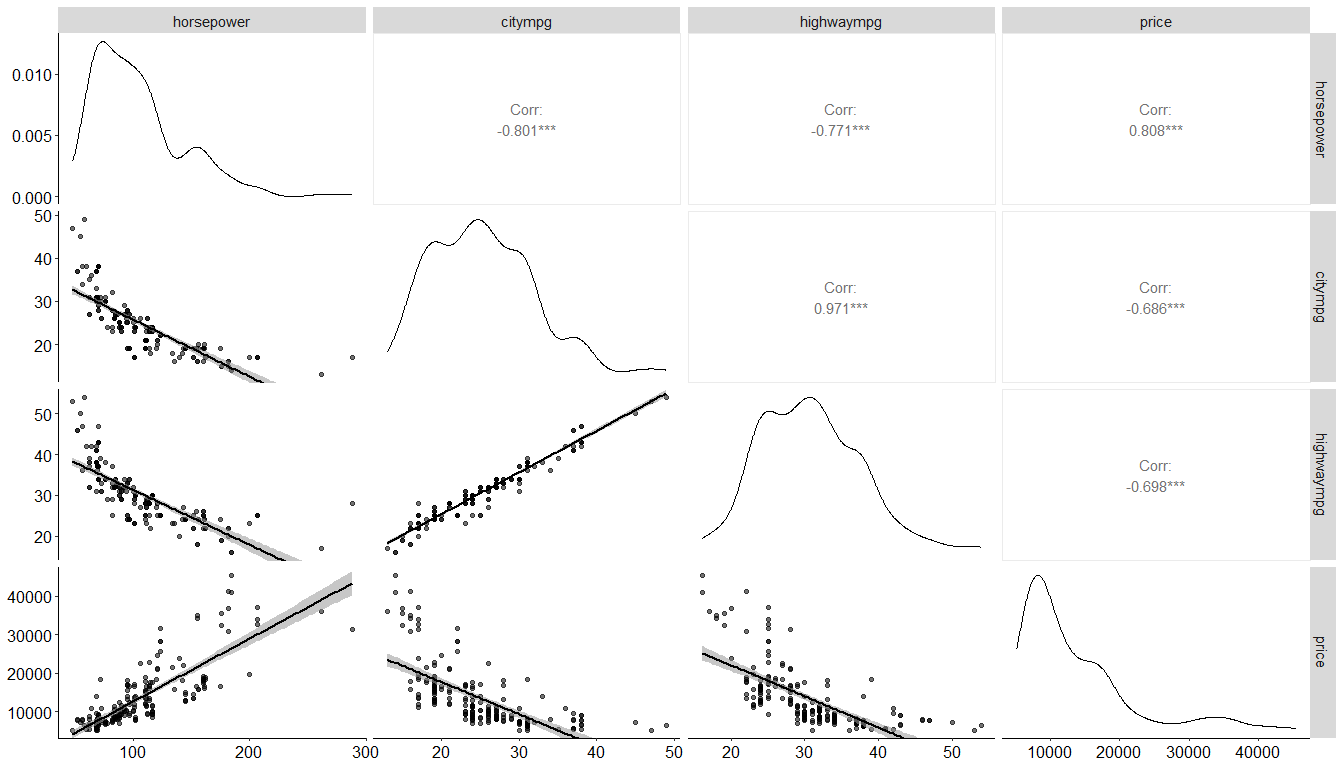 horsepower citympg highwaympg price
0.010
0.005
0.000
Corr:
-0.801***
Corr:
-0.771***
Corr:
0.808***
horsepower
50
40
30
20
Corr:
0.971***
Corr:
-0.686***
citympg
50
40
30
20
Corr:
-0.698***
highwaympg
40000
30000
20000
10000
price
100 200 300
20 30 40 50
20 30 40 50
10000 20000 30000 40000